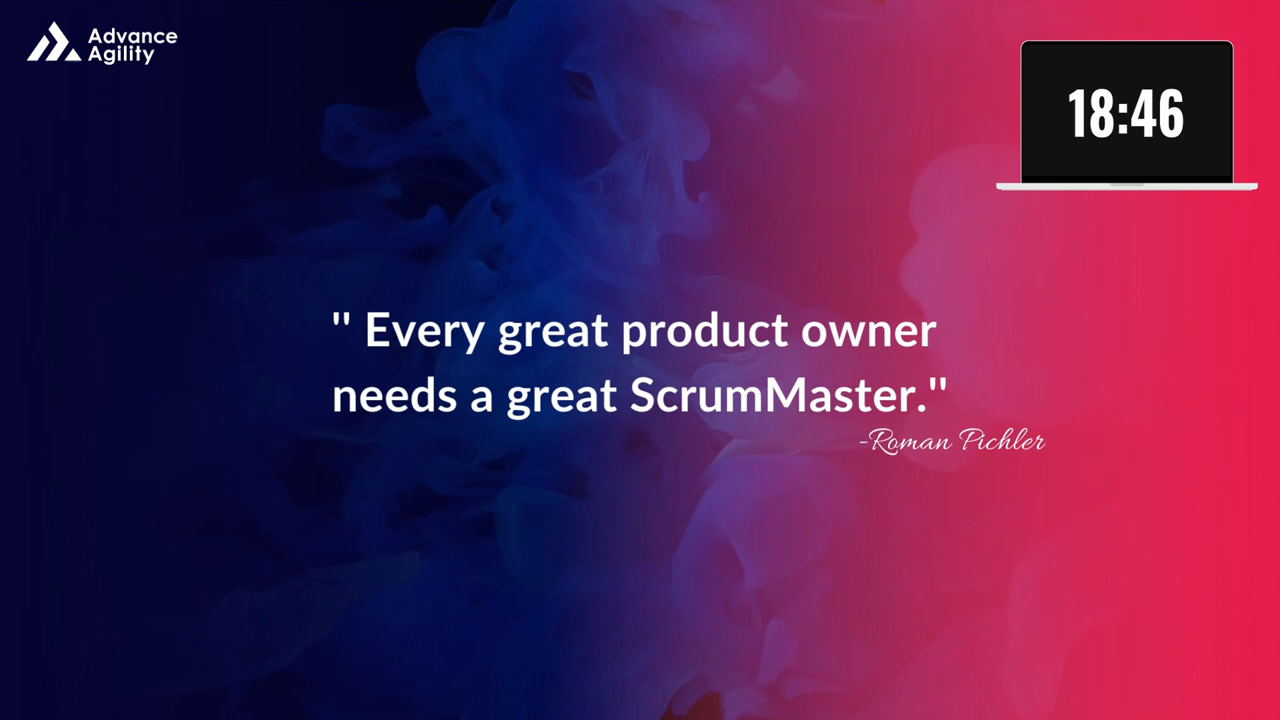 Advance
Agility
18:46
" Every great product owner
needs a great ScrumMaster."
-Roman Pichler